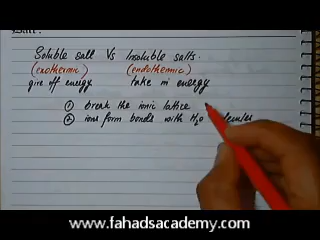 Salt.
Soluble salt Vs Insoluble salts.
(exothermic) (endothermic)
give off energy take in energy
① break the ionic lattice
② ions form bonds with H₂O
www.fahadsacademy.com